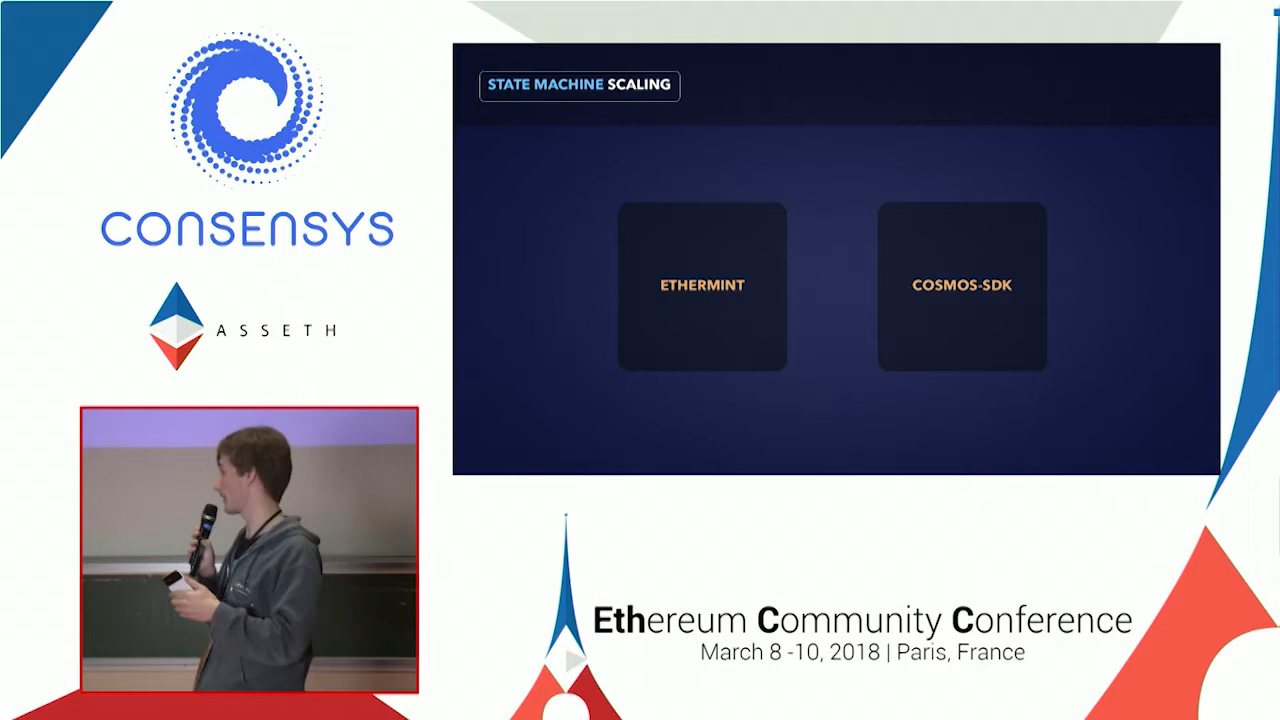 CONSENSYS
ASSETH
STATE MACHINE SCALING
ETHERMINT
COSMOS-SDK
Ethereum Community Conference
March 8 -10, 2018 | Paris, France